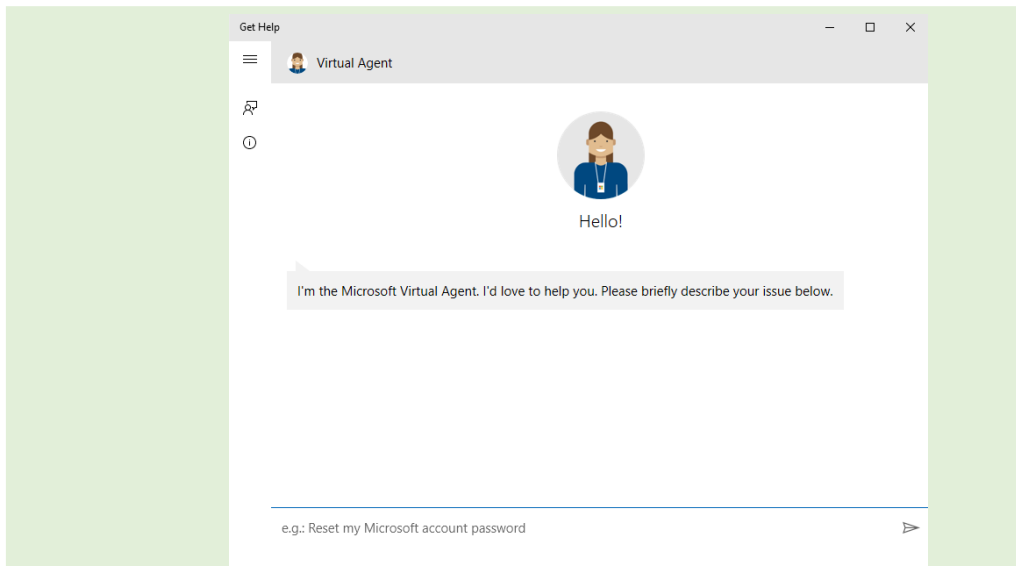 Get Help
Virtual Agent
Hello!
I'm the Microsoft Virtual Agent. I'd love to help you. Please briefly describe your issue below.
e.g.: Reset my Microsoft account password